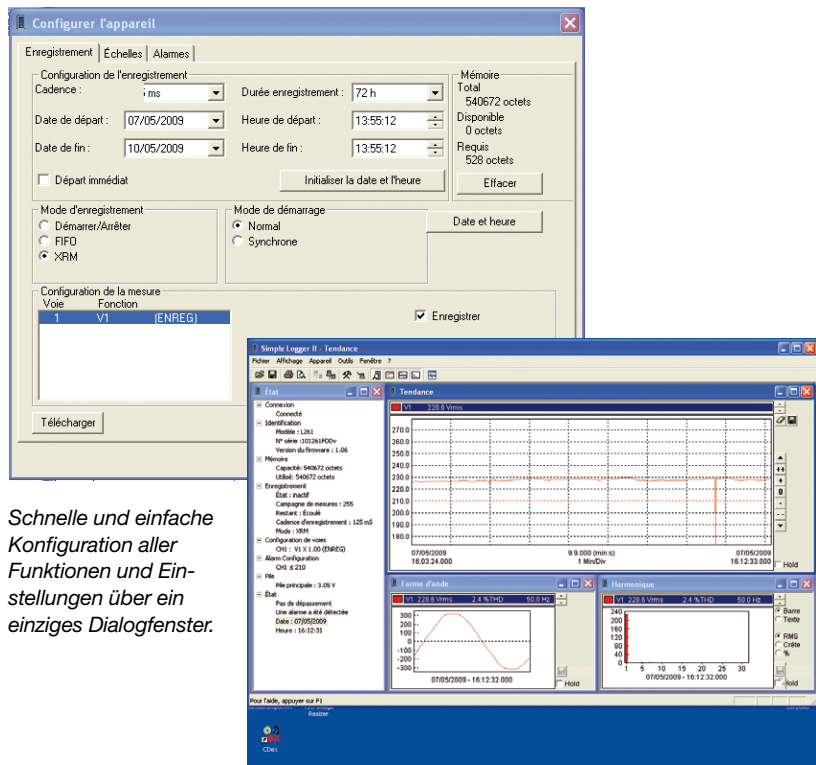 Configurer l'appareil
Enregistrement Échelles Alarmes
Configuration de l'enregistrement
Cadence : ms Durée enregistrement : 72 h
Date de départ : 07/05/2009 Heure de départ : 13:55:12
Date de fin : 10/05/2009 Heure de fin : 13:55:12
Départ immédiat Initialiser la date et l'heure
Mémoire
Total
540672 octets
Disponible
0 octets
Requis
528 octets
Effacer
Mode d'enregistrement
Démarrer/Arrêter
FIFO
XRM
Mode de démarrage
Normal
Synchrone
Date et heure
Configuration de la mesure
Voie Fonction
1 V1 (ENREG)
Enregistrer
Télécharger
Schnelle und einfache
Konfiguration aller
Funktionen und Ein-
stellungen über ein
einziges Dialogfenster.
Simple Logger II - Tendance
Fichier Affichage Appareil Outils Fenêtre ?
État
Connexion
Connecté
Identification
Modèle : L261
N° série :101261FDDv
Version du firmware : 1.06
Mémoire
Capacité: 540672 octets
Utilisé: 540672 octets
Enregistrement
État : inactif
Campagne de mesures : 255
Restant : Écoulé
Cadence d'enregistrement : 125 mS
Mode : XRM
Configuration de voies
CH1 : V1 X 1.00 (ENREG)
Alarm Configuration
CH1 ≤ 210
Pile
Pile principale : 3.05 V
État
Pas de dépassement
Une alarme a été détectée
Date : 07/05/2009
Heure : 16:12:31
Tendance
V1 228.6 Vrms
270.0
260.0
250.0
240.0
230.0
220.0
210.0
200.0
190.0
180.0
07/05/2009 9:9.000 (min:s) 07/05/2009
16:03:24.000 1 Min/Div 16:12:33.000
Hold
Forme d'onde
V1 228.6 Vrms 2.4 %THD 50.0 Hz
300
200
100
0
-100
-200
-300
07/05/2009 - 16:12:32.000
Hold
Harmonique
V1 228.6 Vrms 2.4 %THD 50.0 Hz
240
200
160
120
80
40
0
1 5 10 15 20 25 30
07/05/2009 - 16:12:32.000
Barre
Texte
RMS
Crête
%
Hold
Pour l'aide, appuyer sur F1
Resizer
CDex